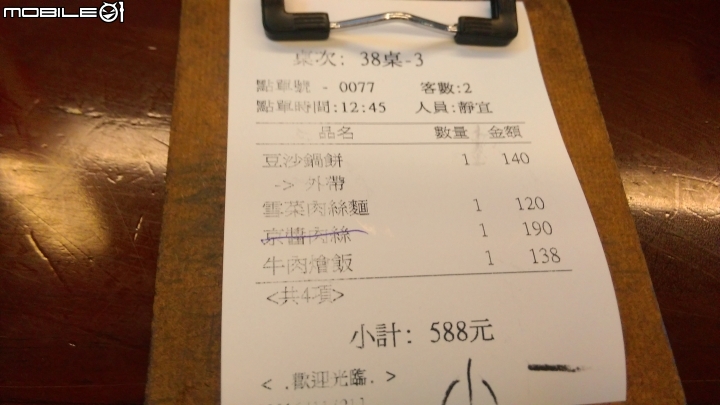 MOBILE01
桌次: 38桌-3
點單號 - 0077 客數:2
點單時間:12:45 人員:靜宜
品名 數量 金額
豆沙鍋餅 1 140
-> 外帶
雪菜肉絲麵 1 120
京醬肉絲 1 190
牛肉燴飯 1 138
<共4項>
小計: 588元
< .歡迎光臨. >
小 一